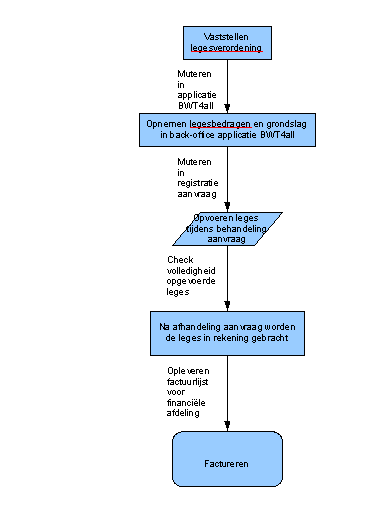 Vaststellen
legesverordening
Muteren
in
applicatie
BWT4all
Opnemen legesbedragen en grondslag
in back-office applicatie BWT4all
Muteren
in
registratie
aanvraag
Opvoeren leges
tijdens behandeling
aanvraag
Check
volledigheid
opgevoerde
leges
Na afhandeling aanvraag worden
de leges in rekening gebracht
Opleveren
factuurlijst
voor
financiële
afdeling
Factureren